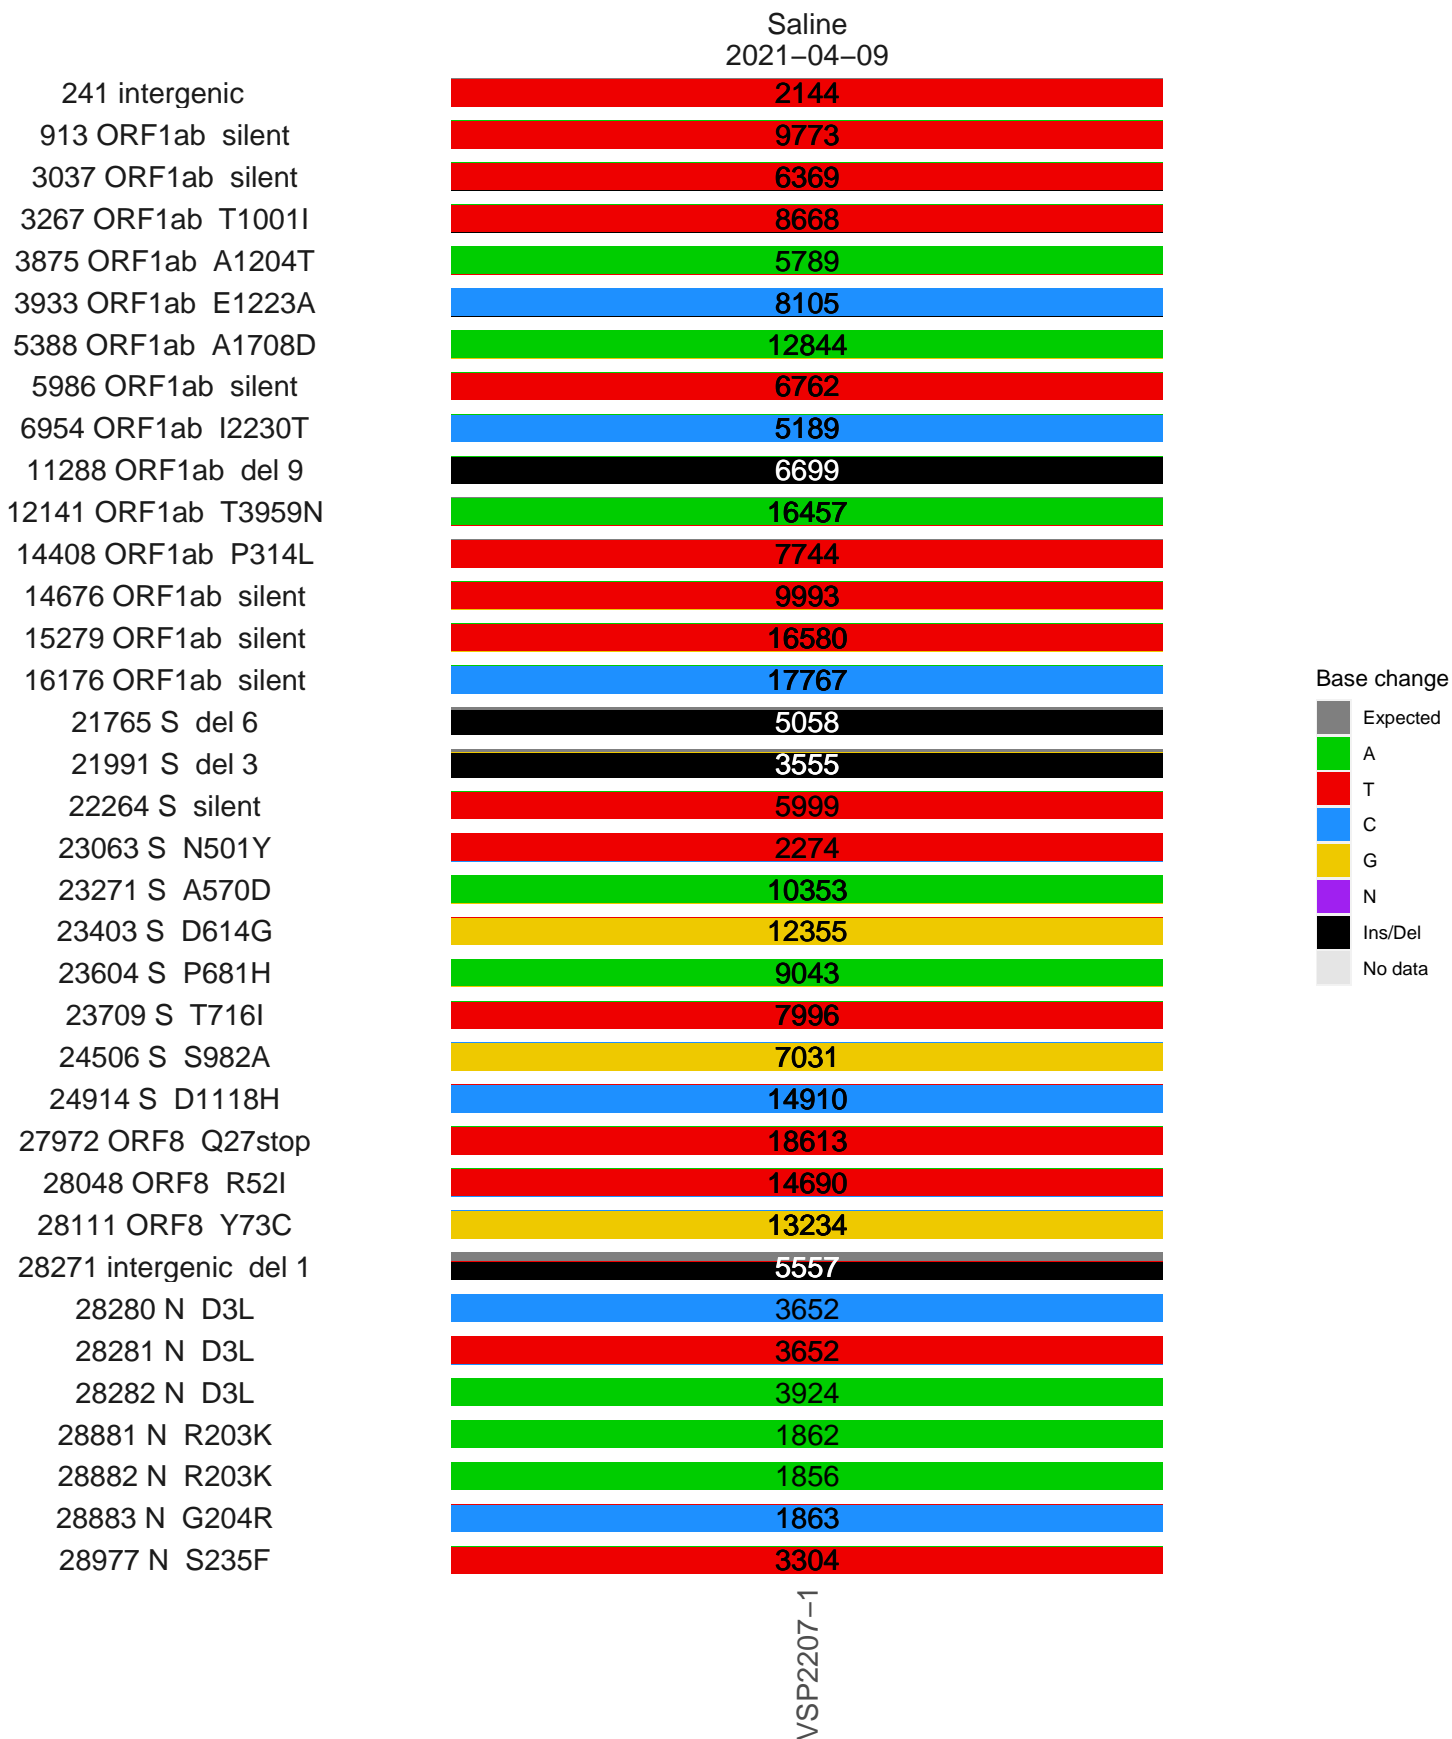 Saline
2021−04−09
241 intergenic 2144
913 ORF1ab silent 9773
3037 ORF1ab silent 6369
3267 ORF1ab T1001I 8668
3875 ORF1ab A1204T 5789
3933 ORF1ab E1223A 8105
5388 ORF1ab A1708D 12844
5986 ORF1ab silent 6762
6954 ORF1ab I2230T 5189
11288 ORF1ab del 9 6699
12141 ORF1ab T3959N 16457
14408 ORF1ab P314L 7744
14676 ORF1ab silent 9993
15279 ORF1ab silent 16580
16176 ORF1ab silent 17767
21765 S del 6 5058
21991 S del 3 3555
22264 S silent 5999
23063 S N501Y 2274
23271 S A570D 10353
23403 S D614G 12355
23604 S P681H 9043
23709 S T716I 7996
24506 S S982A 7031
24914 S D1118H 14910
27972 ORF8 Q27stop 18613
28048 ORF8 R52I 14690
28111 ORF8 Y73C 13234
28271 intergenic del 1 5557
28280 N D3L 3652
28281 N D3L 3652
28282 N D3L 3924
28881 N R203K 1862
28882 N R203K 1856
28883 N G204R 1863
28977 N S235F 3304
VSP2207−1
Base change
Expected
A
T
C
G
N
Ins/Del
No data